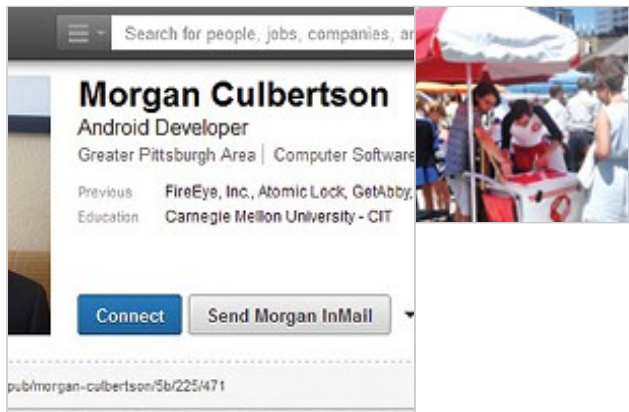 Search for people, jobs, companies, ar
Morgan Culbertson
Android Developer
Greater Pittsburgh Area | Computer Software
Previous FireEye, Inc., Atomic Lock, GetAbby,
Education Carnegie Mellon University - CIT
Connect Send Morgan InMail
pub/morgan-culbertson/5b/225/471